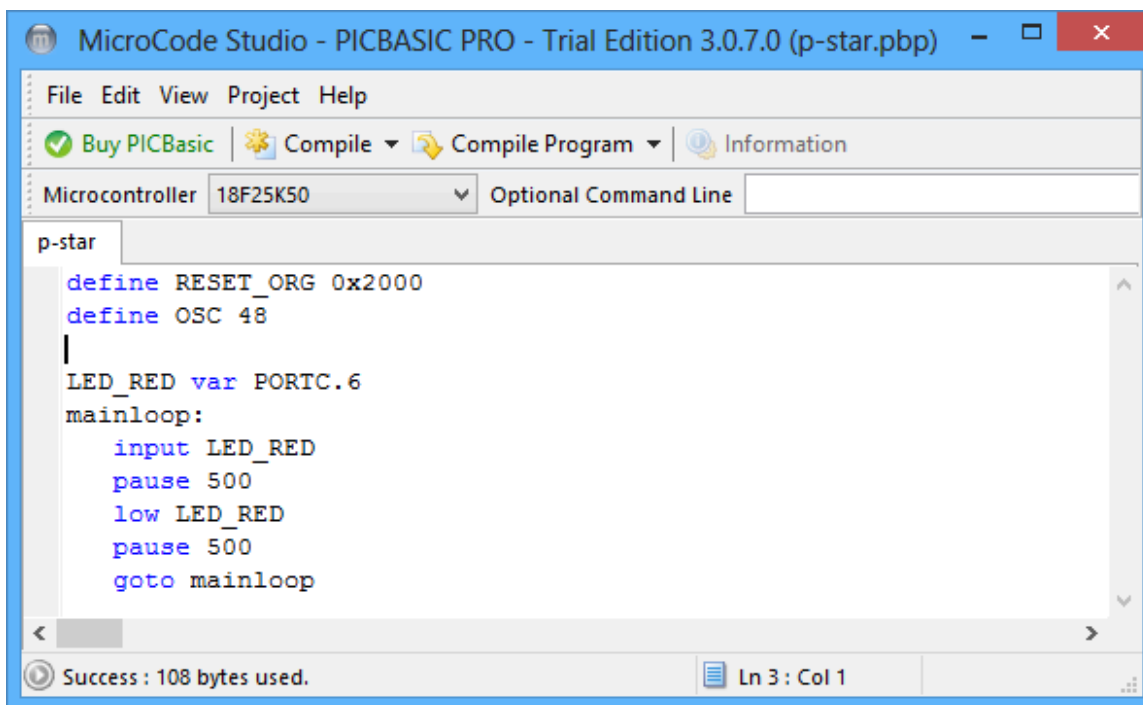 MicroCode Studio - PICBASIC PRO - Trial Edition 3.0.7.0 (p-star.pbp)
File Edit View Project Help
Buy PICBasic Compile Compile Program Information
Microcontroller 18F25K50 Optional Command Line
p-star
define RESET_ORG 0x2000
define OSC 48
LED_RED var PORTC.6
mainloop:
input LED_RED
pause 500
low LED_RED
pause 500
goto mainloop
Success : 108 bytes used. Ln 3 : Col 1